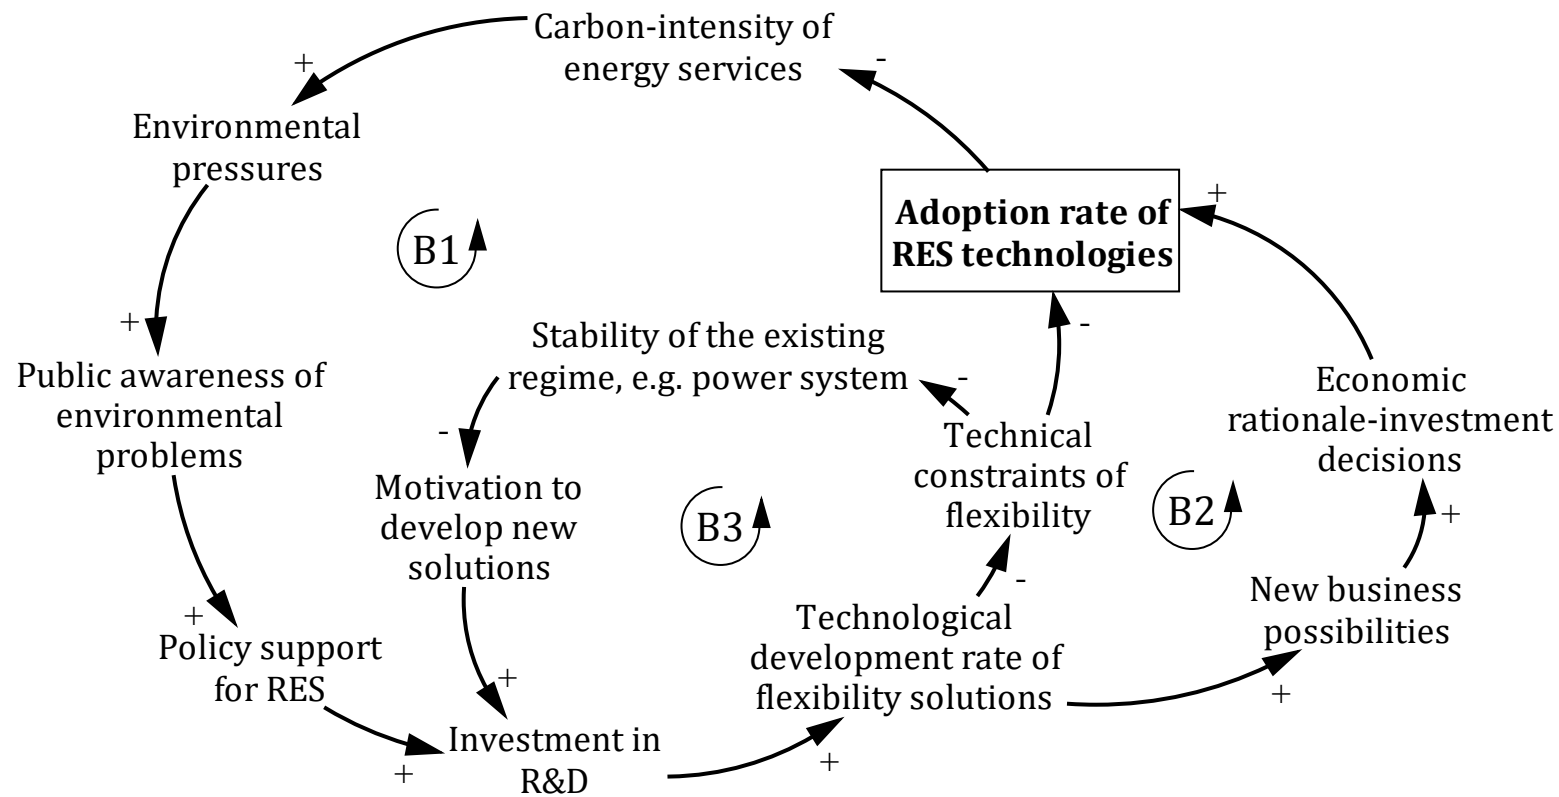 Carbon-intensity of
energy services
-
+
Environmental
pressures
Adoption rate of
RES technologies
+
B1
+
-
Stability of the existing
regime, e.g. power system
-
Public awareness of
environmental
problems
Economic
rationale-investment
decisions
Technical
constraints of
flexibility
-
Motivation to
develop new
solutions
B3
B2
+
-
New business
possibilities
+
Policy support
for RES
Technological
development rate of
flexibility solutions
+
+
Investment in
R&D
+
+